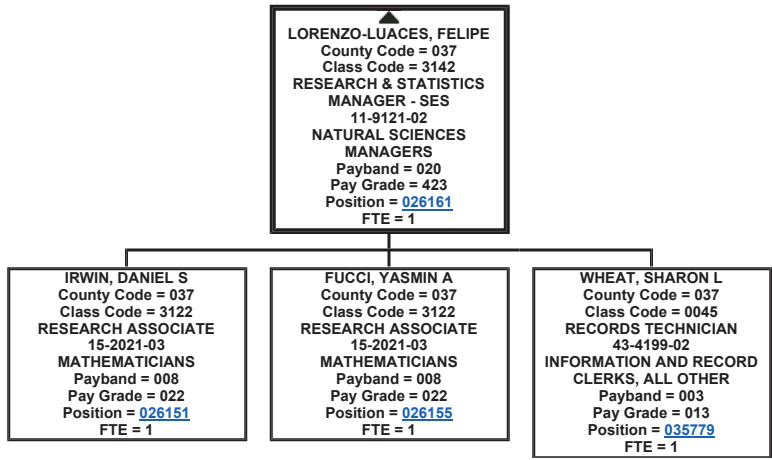 LORENZO-LUACES, FELIPE
County Code = 037
Class Code = 3142
RESEARCH & STATISTICS
MANAGER - SES
11-9121-02
NATURAL SCIENCES
MANAGERS
Payband = 020
Pay Grade = 423
Position = 026161
FTE = 1
IRWIN, DANIEL S
County Code = 037
Class Code = 3122
RESEARCH ASSOCIATE
15-2021-03
MATHEMATICIANS
Payband = 008
Pay Grade = 022
Position = 026151
FTE = 1
FUCCI, YASMIN A
County Code = 037
Class Code = 3122
RESEARCH ASSOCIATE
15-2021-03
MATHEMATICIANS
Payband = 008
Pay Grade = 022
Position = 026155
FTE = 1
WHEAT, SHARON L
County Code = 037
Class Code = 0045
RECORDS TECHNICIAN
43-4199-02
INFORMATION AND RECORD
CLERKS, ALL OTHER
Payband = 003
Pay Grade = 013
Position = 035779
FTE = 1